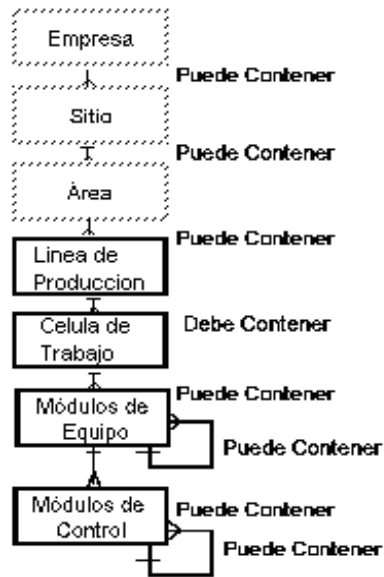 Empresa
Puede Contener
Sitio
Puede Contener
Área
Puede Contener
Linea de
Produccion
Debe Contener
Celula de
Trabajo
Puede Contener
Módulos de
Equipo
Puede Contener
Módulos de
Control
Puede Contener
Puede Contener